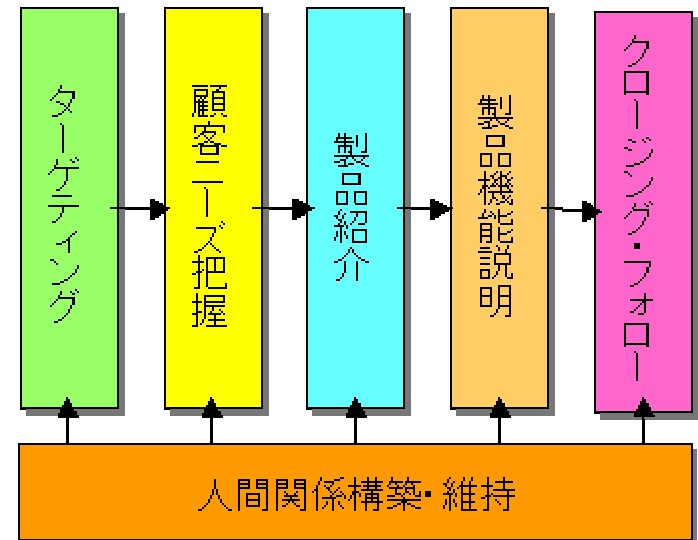 ターゲティング
顧客ニーズ把握
製品紹介
製品機能説明
クロージング・フォロー
人間関係構築・維持